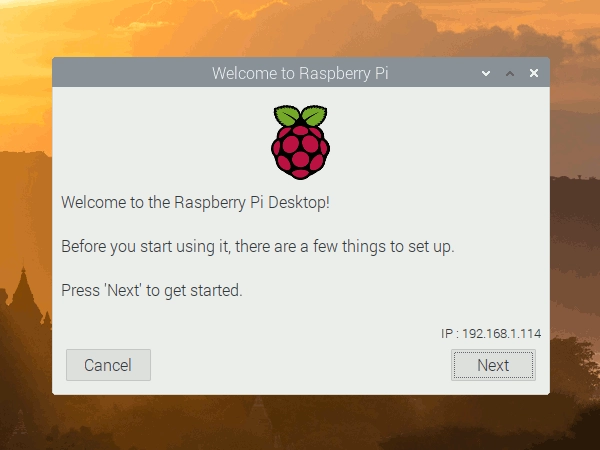 Welcome to Raspberry Pi
Welcome to the Raspberry Pi Desktop!
Before you start using it, there are a few things to set up.
Press 'Next' to get started.
IP : 192.168.1.114
Cancel
Next